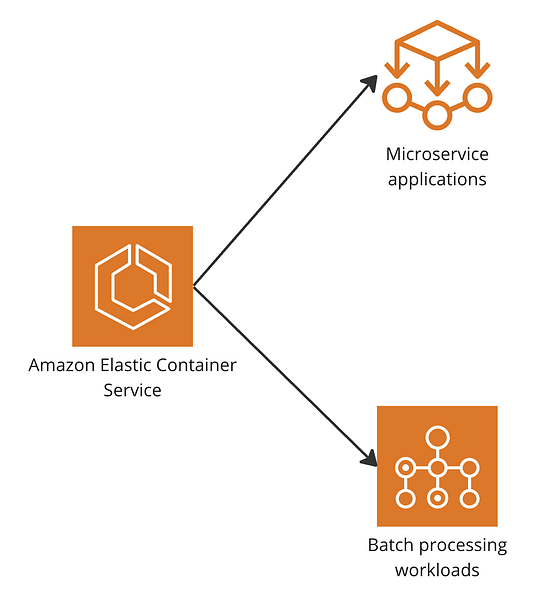 Microservice
applications
Amazon Elastic Container
Service
Batch processing
workloads